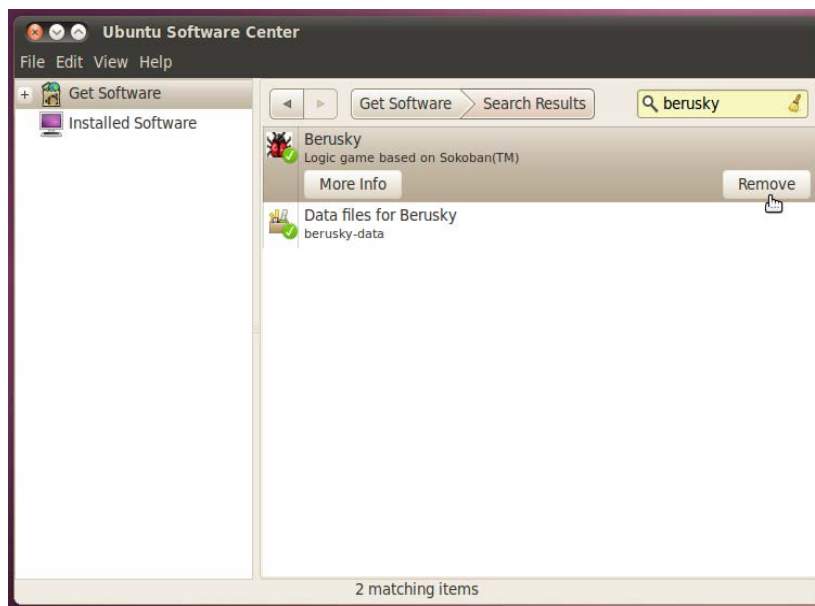 Ubuntu Software Center
File Edit View Help
Get Software
Installed Software
Get Software Search Results berusky
Berusky
Logic game based on Sokoban(TM)
More Info Remove
Data files for Berusky
berusky-data
2 matching items